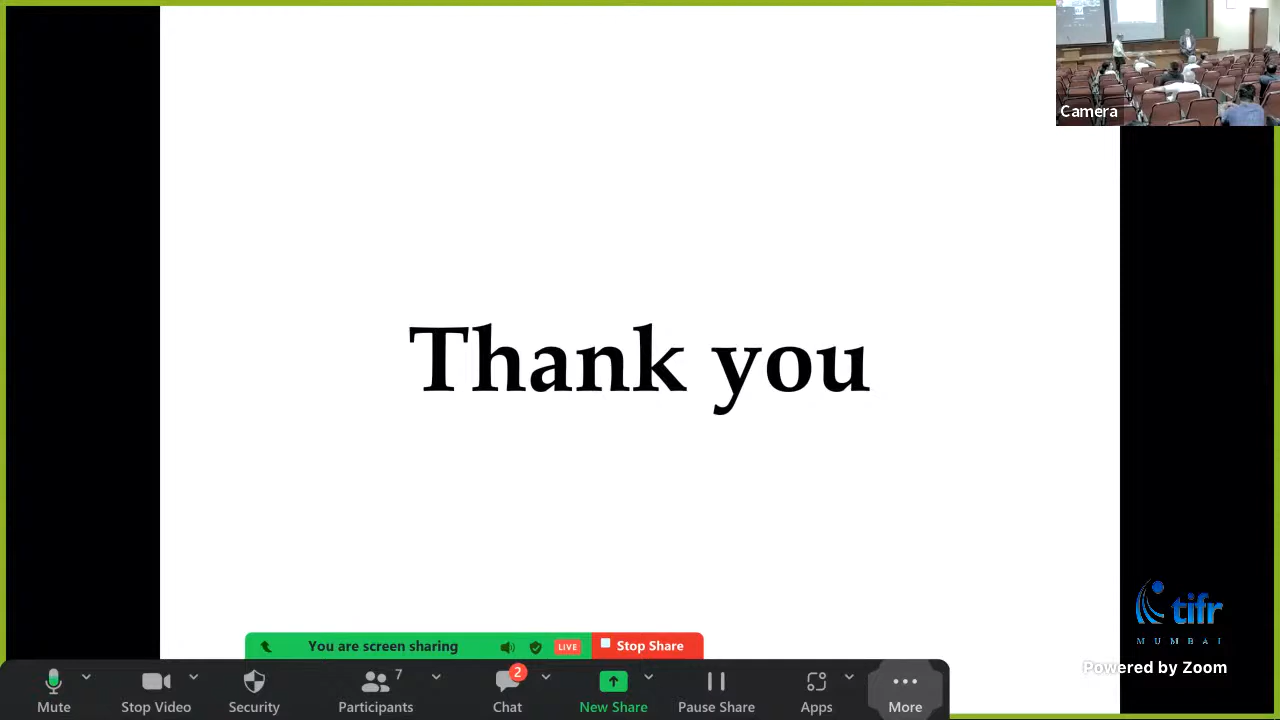 Camera
Thank you
tifr
MUMBAI
Powered by Zoom
You are screen sharing
LIVE
Stop Share
7
2
Mute
Stop Video
Security
Participants
Chat
New Share
Pause Share
Apps
More